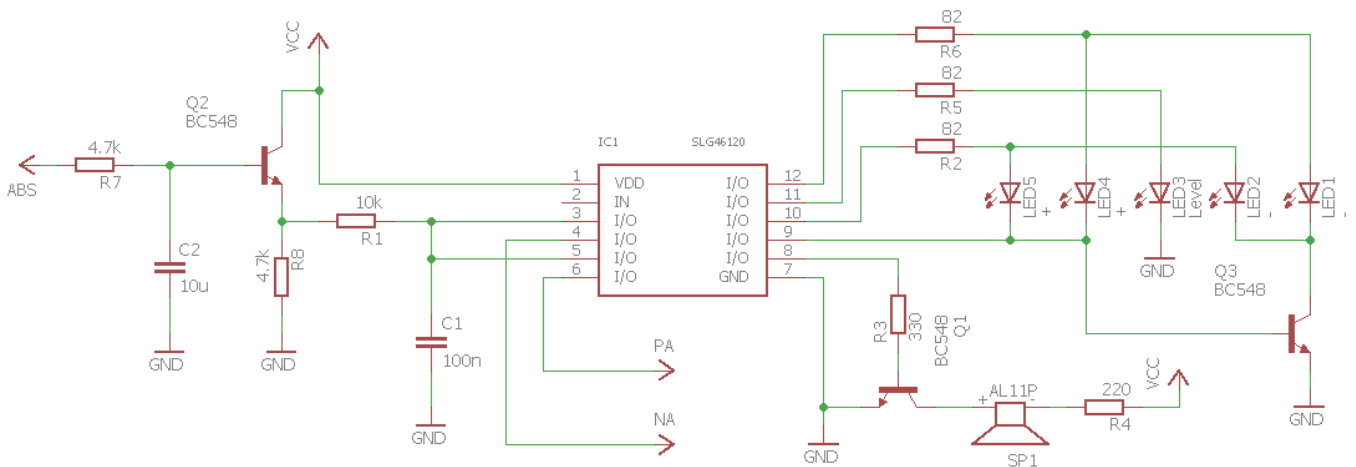 82
R6
VCC
82
R5
Q2
BC548
82
R2
IC1
SLG46120
4.7k
R7
ABS
1
VDD
I/O
12
2
IN
I/O
11
3
I/O
I/O
10
4
I/O
I/O
9
5
I/O
I/O
8
6
I/O
GND
7
LED5
+
LED4
+
LED3
Level
LED2
-
LED1
-
10k
R1
4.7k
R8
C2
10u
GND
GND
C1
100n
GND
GND
Q3
BC548
R3
330
BC548
Q1
PA
NA
+
AL11P
-
SP1
220
R4
VCC
GND
GND